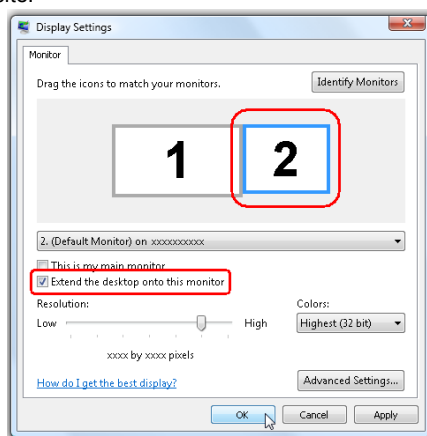 Display Settings
Monitor
Drag the icons to match your monitors.
Identify Monitors
1
2
2. (Default Monitor) on xxxxxxxxxx
This is my main monitor
Extend the desktop onto this monitor
Resolution:
Colors:
Low
High
Highest (32 bit)
xxxx by xxxx pixels
How do I get the best display?
Advanced Settings...
OK
Cancel
Apply